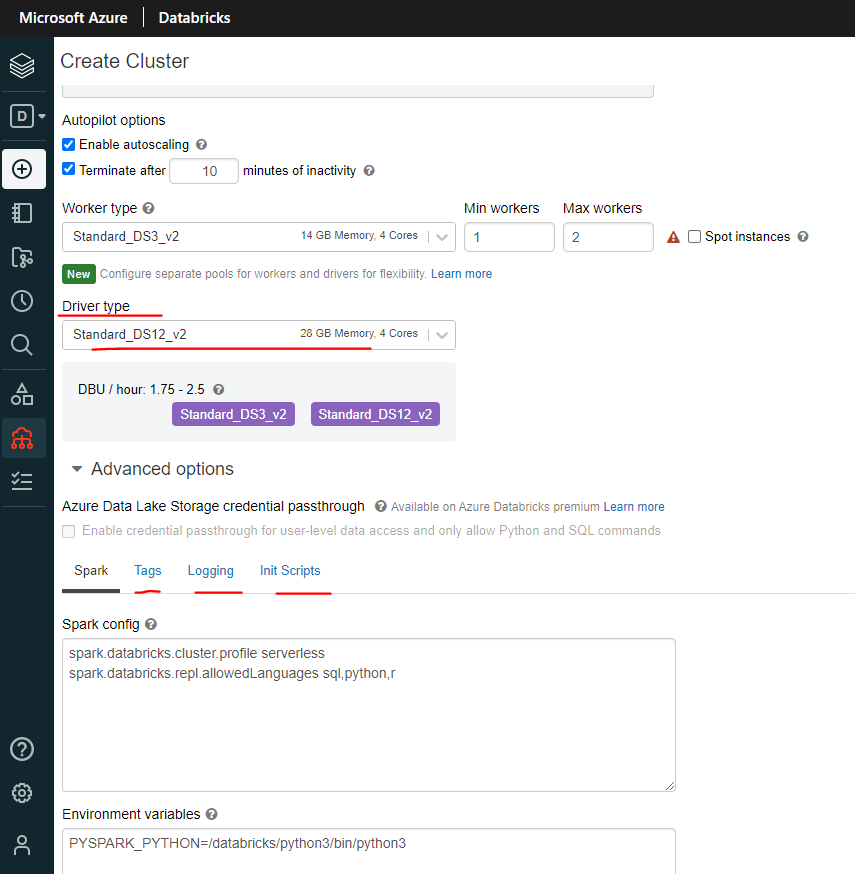 Microsoft Azure Databricks
Create Cluster
D
Autopilot options
Enable autoscaling
Terminate after 10 minutes of inactivity
Worker type Min workers Max workers
Standard_DS3_v2 14 GB Memory, 4 Cores 1 2 Spot instances
New Configure separate pools for workers and drivers for flexibility. Learn more
Driver type
Standard_DS12_v2 28 GB Memory, 4 Cores
DBU / hour: 1.75 - 2.5
Standard_DS3_v2 Standard_DS12_v2
Advanced options
Azure Data Lake Storage credential passthrough Available on Azure Databricks premium Learn more
Enable credential passthrough for user-level data access and only allow Python and SQL commands
Spark Tags Logging Init Scripts
Spark config
spark.databricks.cluster.profile serverless
spark.databricks.repl.allowedLanguages sql,python,r
Environment variables
PYSPARK_PYTHON=/databricks/python3/bin/python3